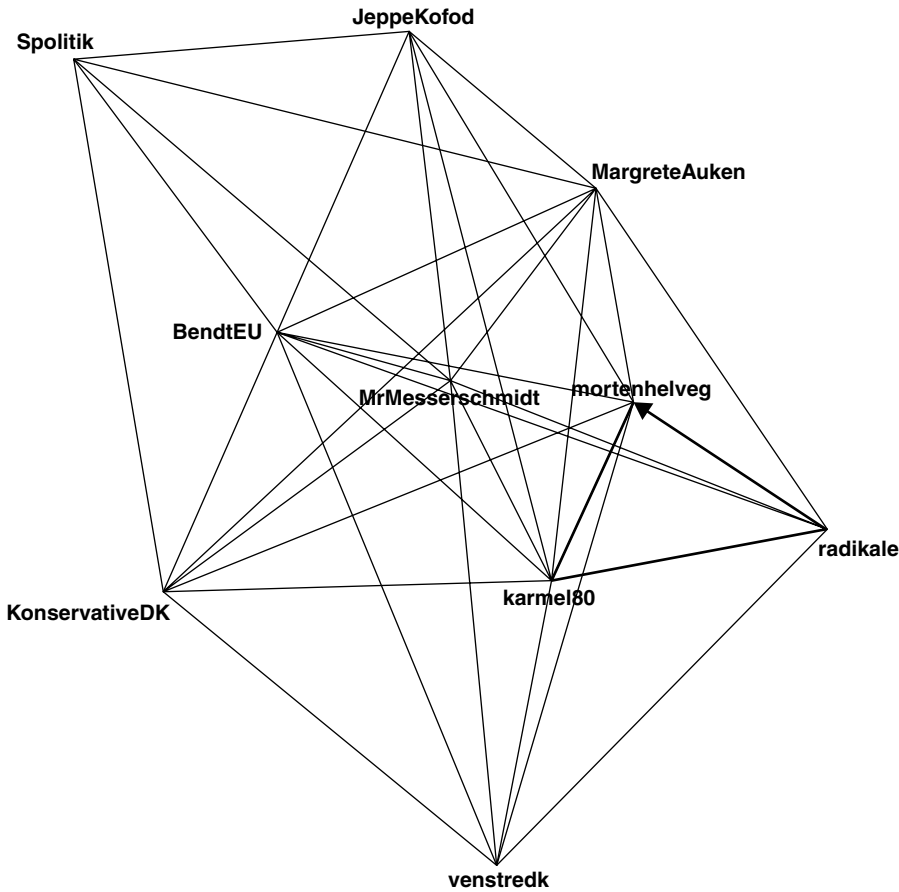 JeppeKofod
Spolitik
MargreteAuken
BendtEU
mortenhelveg
MrMesserschmidt
radikale
karmel80
KonservativeDK
venstredk